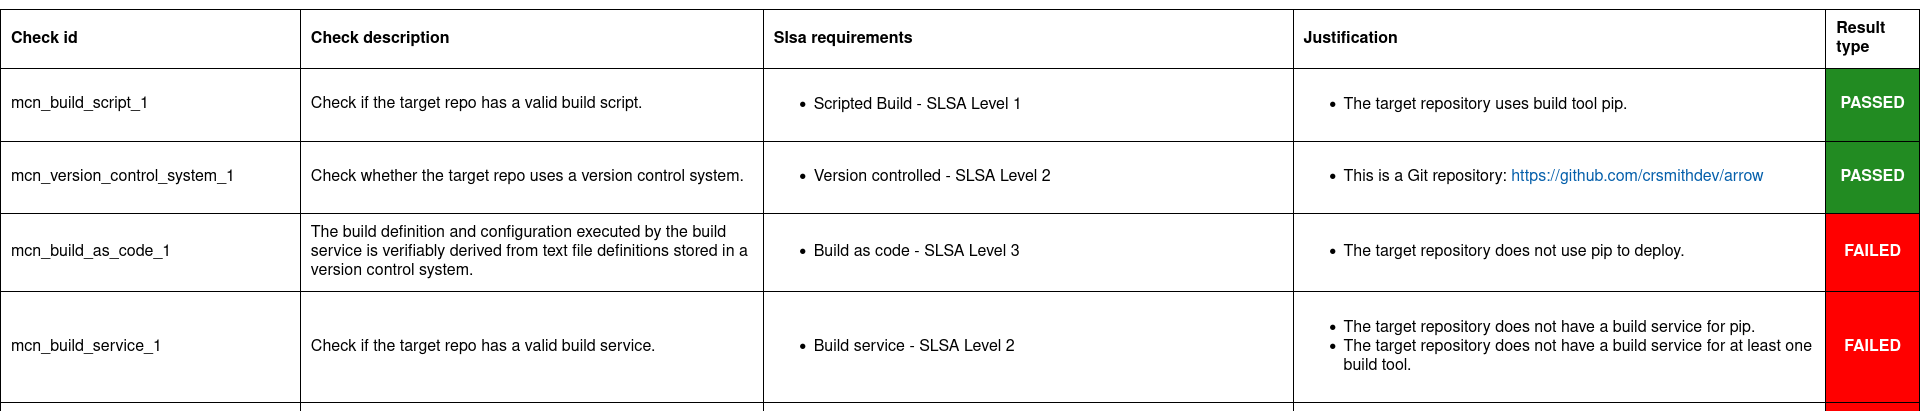 Check id
Check description
Slsa requirements
Justification
Result
type
mcn_build_script_1
Check if the target repo has a valid build script.
• Scripted Build - SLSA Level 1
• The target repository uses build tool pip.
PASSED
mcn_version_control_system_1
Check whether the target repo uses a version control system.
• Version controlled - SLSA Level 2
• This is a Git repository: https://github.com/crsmithdev/arrow
PASSED
mcn_build_as_code_1
The build definition and configuration executed by the build
service is verifiably derived from text file definitions stored in a
version control system.
• Build as code - SLSA Level 3
• The target repository does not use pip to deploy.
FAILED
mcn_build_service_1
Check if the target repo has a valid build service.
• Build service - SLSA Level 2
• The target repository does not have a build service for pip.
• The target repository does not have a build service for at least one
build tool.
FAILED